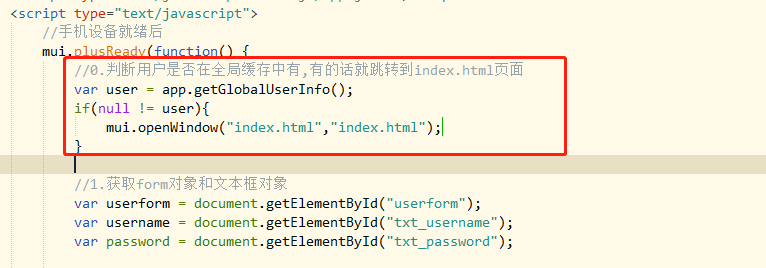 <script type="text/javascript">
//手机设备就绪后
mui.plusReady(function() {
//0.判断用户是否在全局缓存中有,有的话就跳转到index.html页面
var user = app.getGlobalUserInfo();
if(null != user){
mui.openWindow("index.html","index.html");
}
//1.获取form对象和文本框对象
var userform = document.getElementById("userform");
var username = document.getElementById("txt_username");
var password = document.getElementById("txt_password");